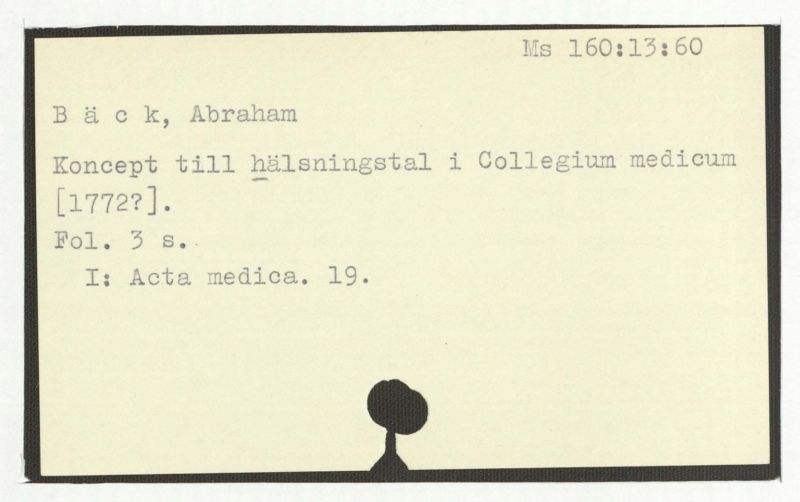 Ms 160:13:60
B ä c k, Abraham
Koncept till hälsningstal i Collegium medicum
[1772?].
Fol. 3 s.
I: Acta medica. 19.